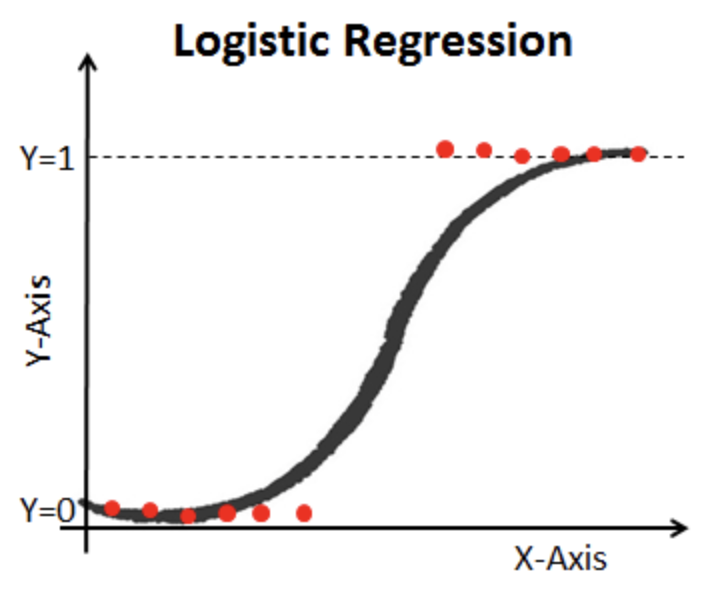 Logistic Regression
Y=1
Y-Axis
Y=0
X-Axis